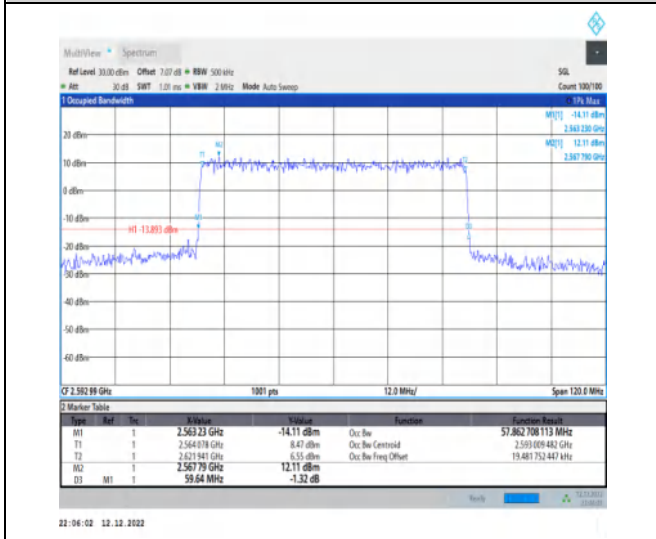 MultiView Spectrum
Ref Level 30.00 dBm Offset 7.07 dB RBW 500 kHz SGL
Att 30 dB SWT 1.01 ms VBW 2 MHz Mode Auto Sweep Count 100/100
1 Occupied Bandwidth 1Pk Max
M1[1] -14.11 dBm
2.563 230 GHz
20 dBm
M2[1] 12.11 dBm
2.567 790 GHz
M2
T1
T2
10 dBm
0 dBm
-10 dBm
H1 -13.893 dBm
-20 dBm
-30 dBm
-40 dBm
-50 dBm
-60 dBm
CF 2.592 99 GHz 1001 pts 12.0 MHz/ Span 120.0 MHz
2 Marker Table
Type Ref Trc X-Value Y-Value Function Function Result
M1 1 2.563 23 GHz -14.11 dBm Occ Bw 57.862 708 113 MHz
T1 1 2.564 078 GHz 8.47 dBm Occ Bw Centroid 2.593 009 482 GHz
T2 1 2.621 941 GHz 6.55 dBm Occ Bw Freq Offset 19.481 752 447 kHz
M2 1 2.567 79 GHz 12.11 dBm
D3 M1 1 59.64 MHz -1.32 dB
Ready 12.12.2022
22:06:02 12.12.2022